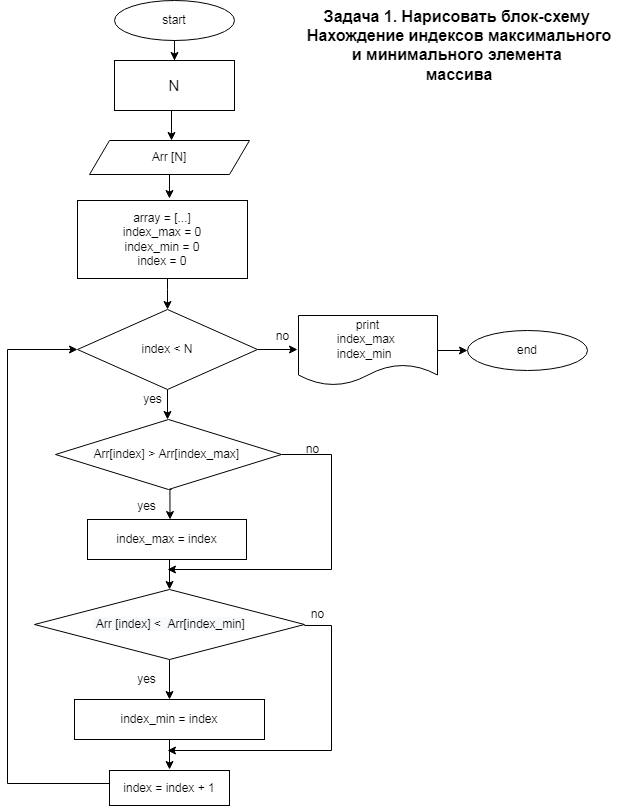 Задача 1. Нарисовать блок-схему
Нахождение индексов максимального
и минимального элемента
массива
start
N
Arr [N]
array = [...]
index_max = 0
index_min = 0
index = 0
index < N
no
print
index_max
index_min
end
yes
Arr[index] > Arr[index_max]
no
yes
index_max = index
Arr [index] < Arr[index_min]
no
yes
index_min = index
index = index + 1